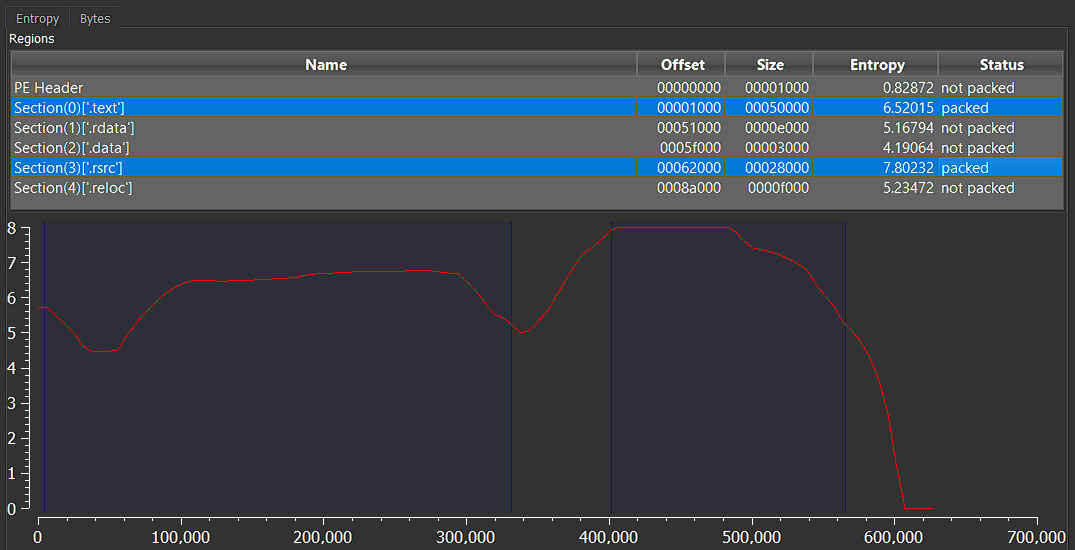 Entropy Bytes
Regions
Name Offset Size Entropy Status
PE Header 00000000 00001000 0.82872 not packed
Section(0)['.text'] 00001000 00050000 6.52015 packed
Section(1)['.rdata'] 00051000 0000e000 5.16794 not packed
Section(2)['.data'] 0005f000 00003000 4.19064 not packed
Section(3)['.rsrc'] 00062000 00028000 7.80232 packed
Section(4)['.reloc'] 0008a000 0000f000 5.23472 not packed
8
7
6
5
4
3
2
1
0
0 100,000 200,000 300,000 400,000 500,000 600,000 700,000